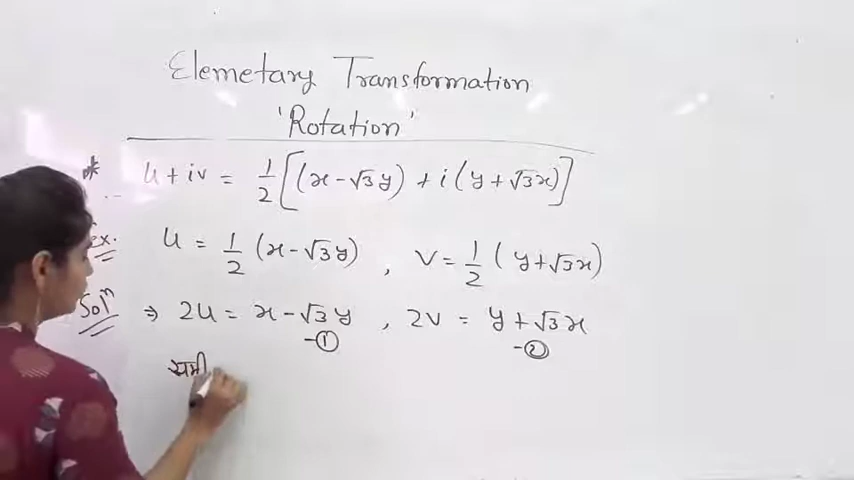 Elemetary Transformation
'Rotation'
* u + iv = 1/2 [(x - √3y) + i (y + √3x)]
Ex. u = 1/2 (x - √3y) , v = 1/2 (y + √3x)
Solⁿ ⇒ 2u = x - √3y , 2v = y + √3x
-① -②
समी